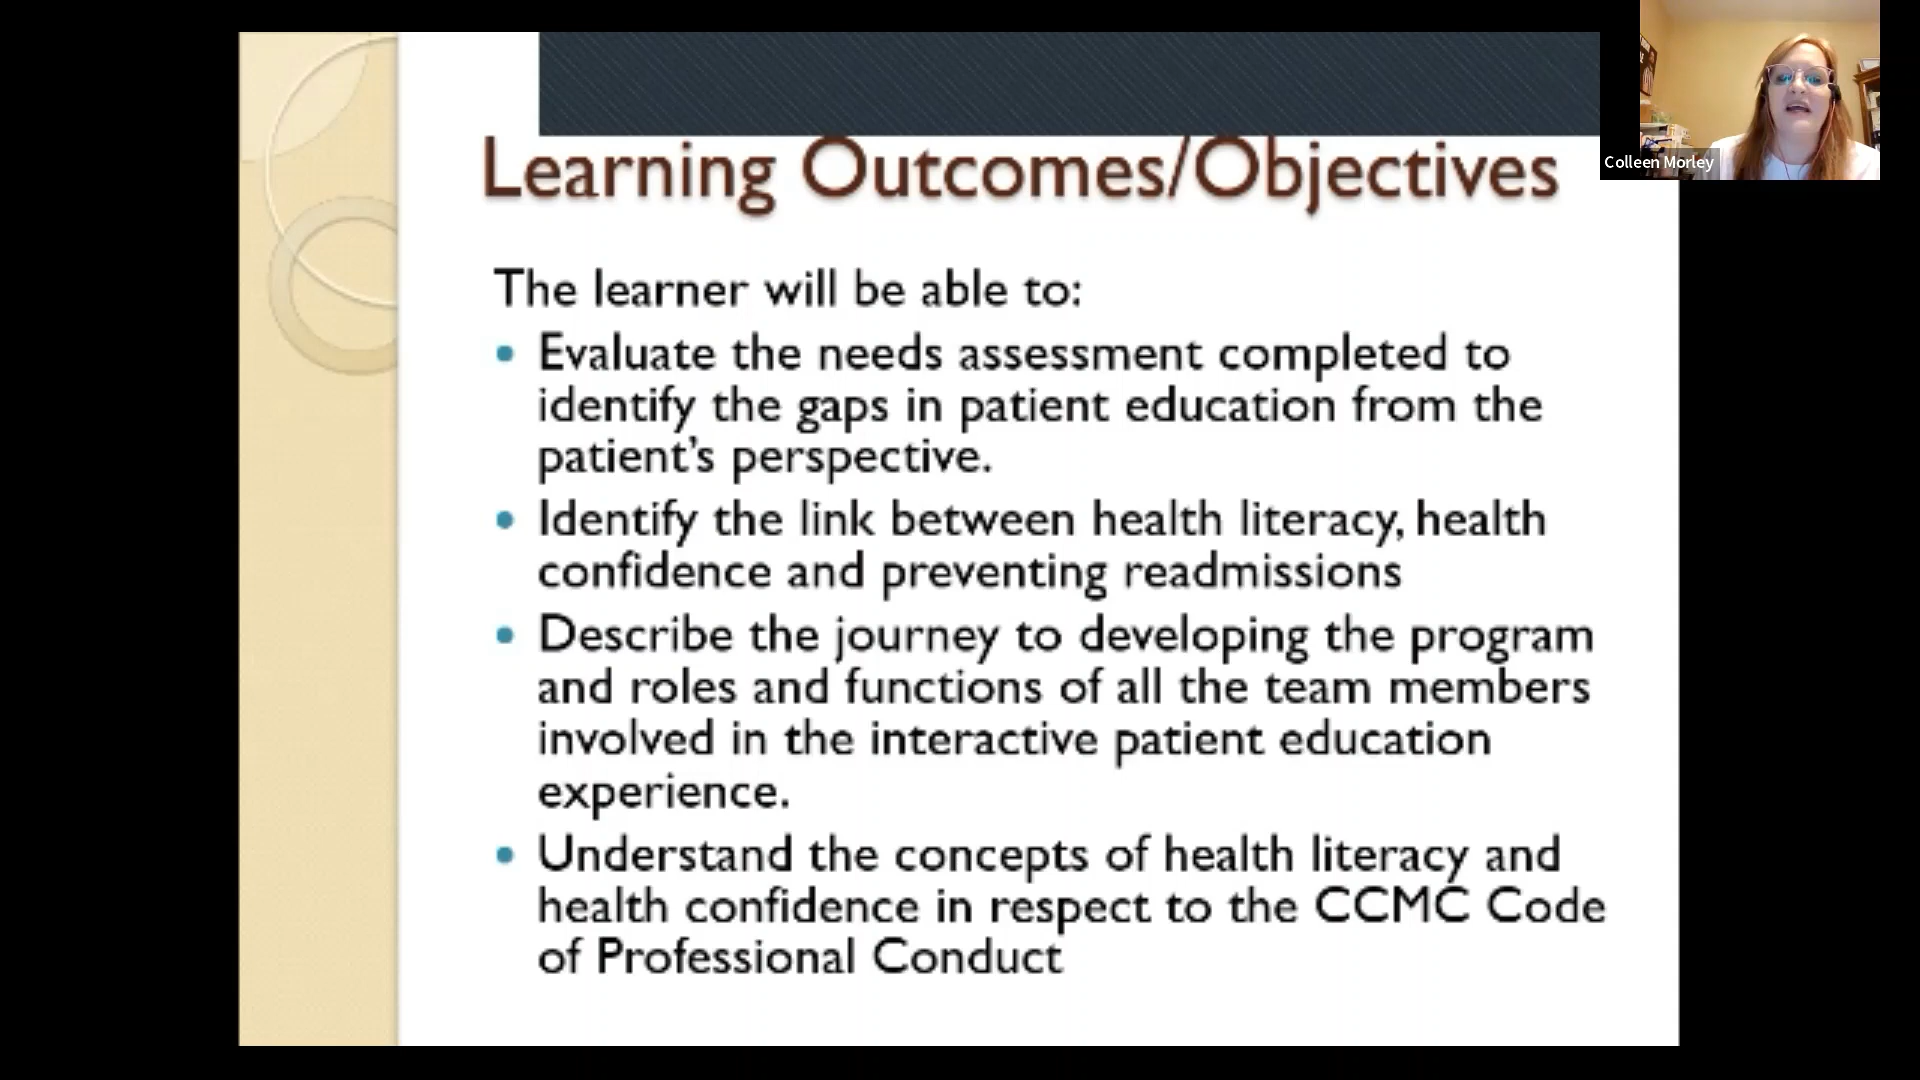 Learning Outcomes/Objectives
Colleen Morley
The learner will be able to:
• Evaluate the needs assessment completed to
identify the gaps in patient education from the
patient’s perspective.
• Identify the link between health literacy, health
confidence and preventing readmissions
• Describe the journey to developing the program
and roles and functions of all the team members
involved in the interactive patient education
experience.
• Understand the concepts of health literacy and
health confidence in respect to the CCMC Code
of Professional Conduct